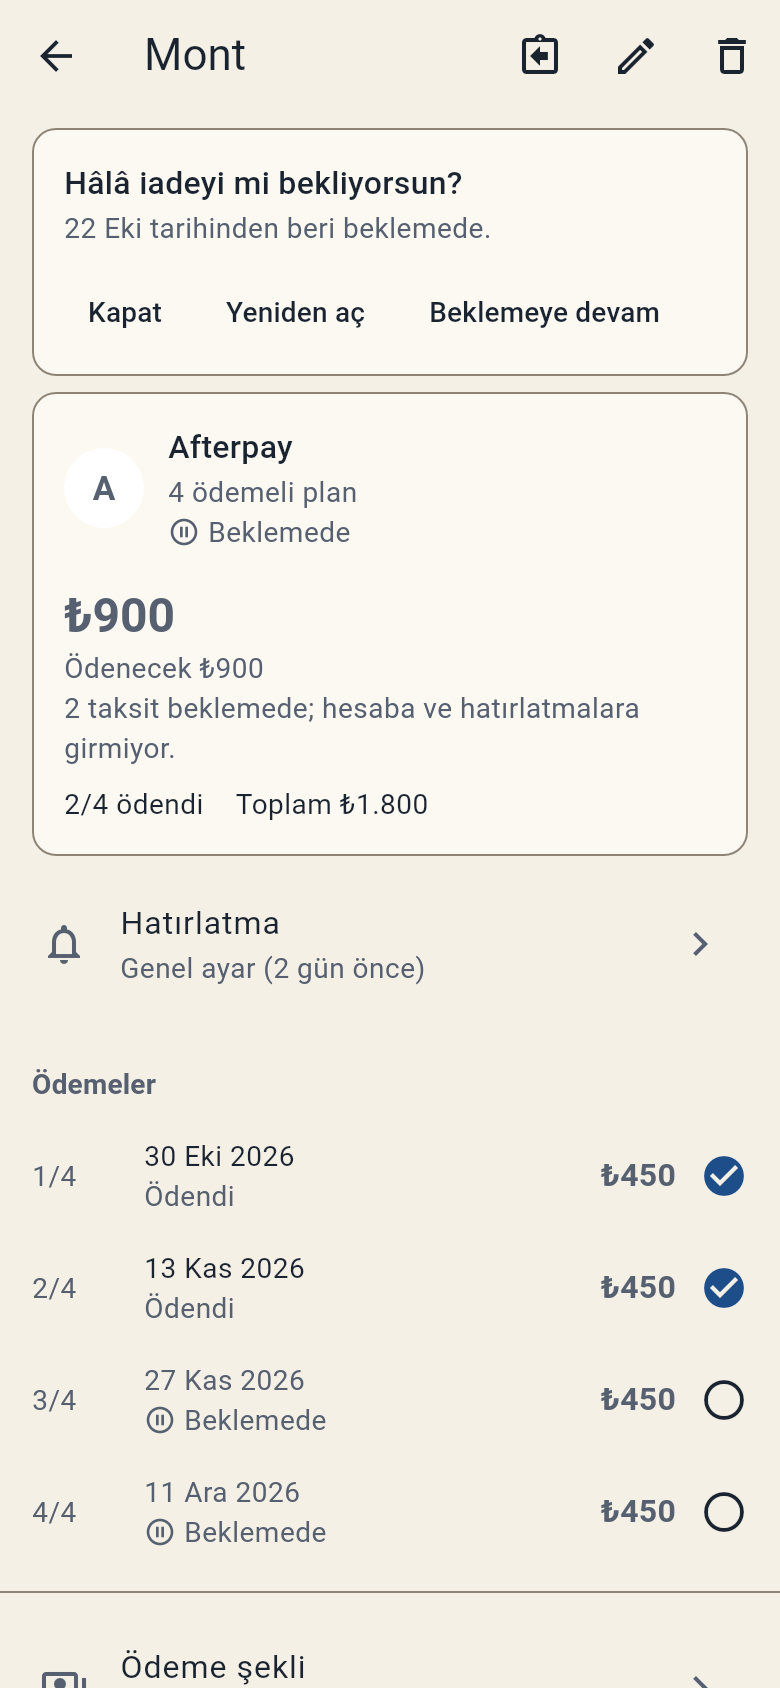 Mont
Hâlâ iadeyi mi bekliyorsun?
22 Eki tarihinden beri beklemede.
Kapat Yeniden aç Beklemeye devam
A
Afterpay
4 ödemeli plan
Beklemede
₺900
Ödenecek ₺900
2 taksit beklemede; hesaba ve hatırlatmalara
girmiyor.
2/4 ödendi Toplam ₺1.800
Hatırlatma
Genel ayar (2 gün önce)
Ödemeler
1/4 30 Eki 2026 ₺450
Ödendi
2/4 13 Kas 2026 ₺450
Ödendi
3/4 27 Kas 2026 ₺450
Beklemede
4/4 11 Ara 2026 ₺450
Beklemede
Ödeme şekli